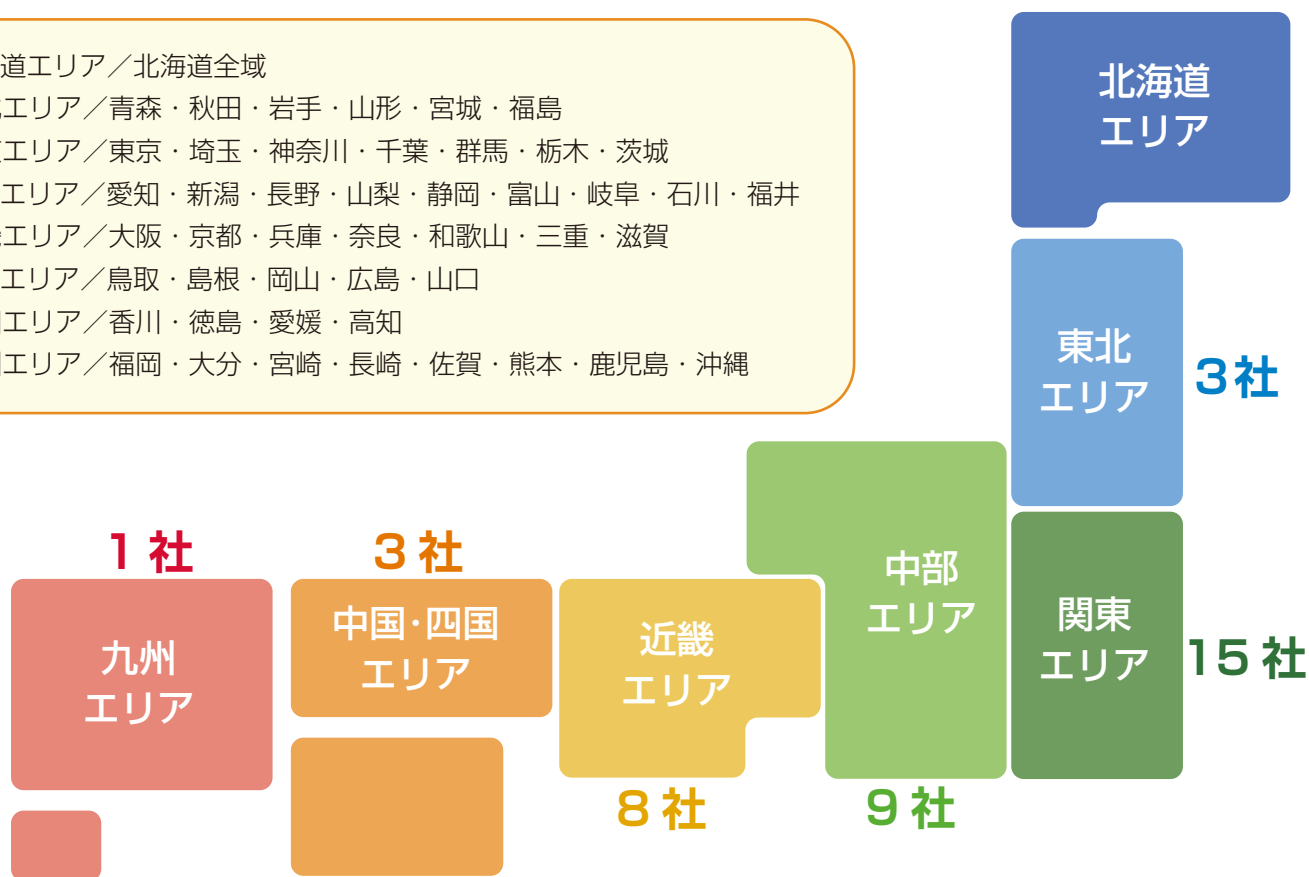 道エリア／北海道全域
エリア／青森・秋田・岩手・山形・宮城・福島
エリア／東京・埼玉・神奈川・千葉・群馬・栃木・茨城
エリア／愛知・新潟・長野・山梨・静岡・富山・岐阜・石川・福井
エリア／大阪・京都・兵庫・奈良・和歌山・三重・滋賀
エリア／鳥取・島根・岡山・広島・山口
エリア／香川・徳島・愛媛・高知
エリア／福岡・大分・宮崎・長崎・佐賀・熊本・鹿児島・沖縄
北海道
エリア
東北
エリア
3社
1社
九州
エリア
3社
中国・四国
エリア
近畿
エリア
8社
中部
エリア
9社
関東
エリア
15社